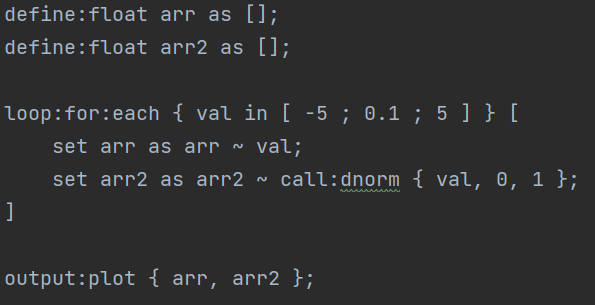 define:float arr as [];
define:float arr2 as [];

loop:for:each { val in [ -5 ; 0.1 ; 5 ] } [
    set arr as arr ~ val;
    set arr2 as arr2 ~ call:dnorm { val, 0, 1 };
]

output:plot { arr, arr2 };